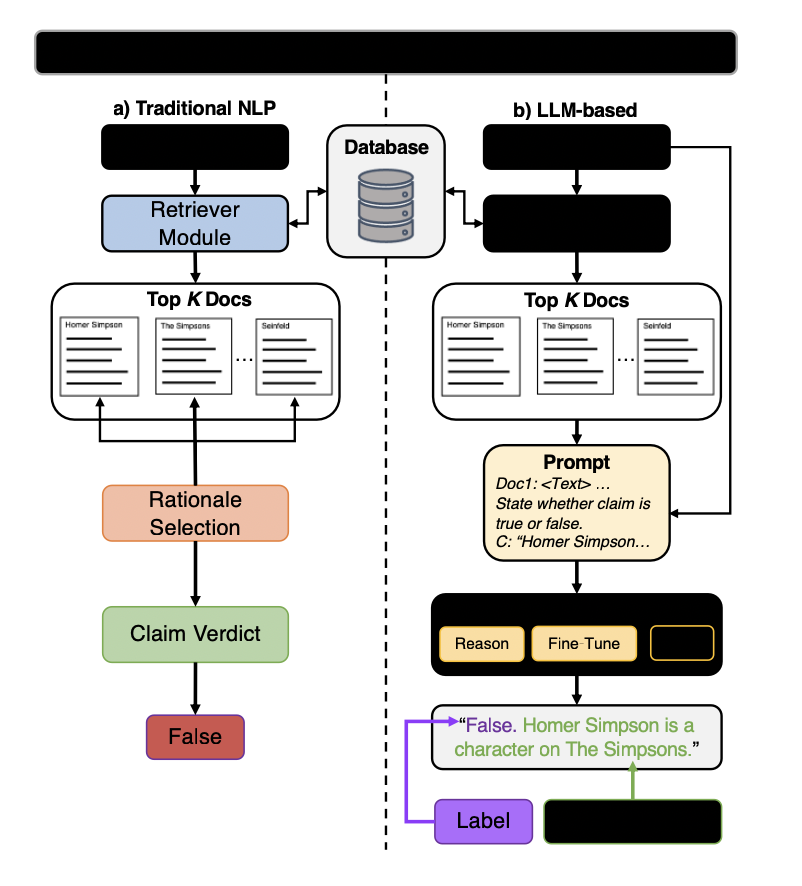 a) Traditional NLP
Retriever
Module
Top K Docs
Homer Simpson
The Simpsons
Seinfeld
...
Rationale
Selection
Claim Verdict
False
Database
b) LLM-based
Top K Docs
Homer Simpson
The Simpsons
Seinfeld
...
Prompt
Doc1: <Text> ...
State whether claim is
true or false.
C: “Homer Simpson...
Reason
Fine-Tune
“False. Homer Simpson is a
character on The Simpsons.”
Label